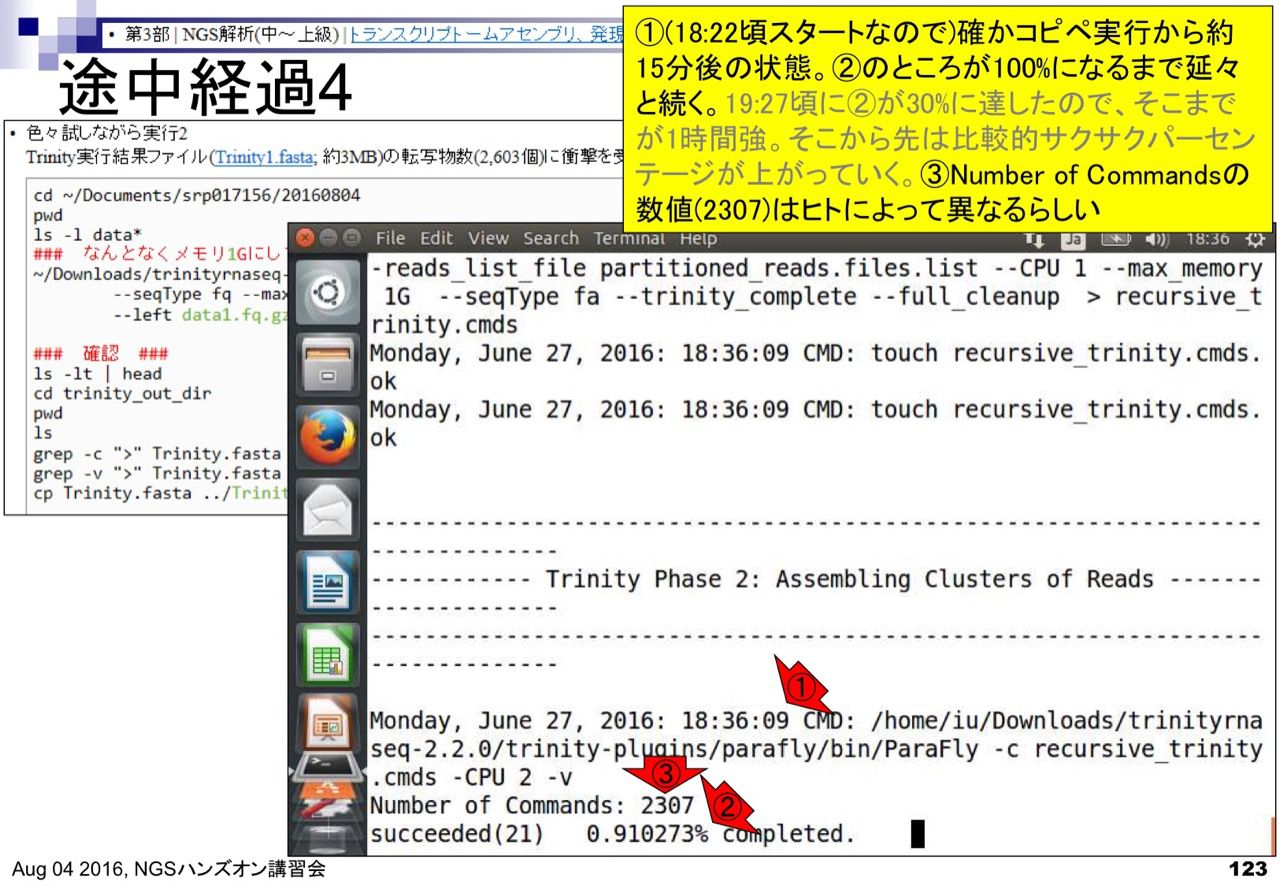 • 第3部 | NGS解析(中～上級) | トランスクリプトームアセンブリ、発現
途中経過4
①(18:22頃スタートなので)確かコピペ実行から約
15分後の状態。②のところが100%になるまで延々
と続く。19:27頃に②が30%に達したので、そこまで
が1時間強。そこから先は比較的サクサクパーセン
テージが上がっていく。③Number of Commandsの
数値(2307)はヒトによって異なるらしい
• 色々試しながら実行2
Trinity実行結果ファイル(Trinity1.fasta; 約3MB)の転写物数(2,603個)に衝撃を受
cd ~/Documents/srp017156/20160804
pwd
ls -l data*
### なんとなくメモリ1Gにし
~/Downloads/trinityrnaseq-
--seqType fq --max
--left data1.fq.gz
### 確認 ###
ls -lt | head
cd trinity_out_dir
pwd
ls
grep -c ">" Trinity.fasta
grep -v ">" Trinity.fasta
cp Trinity.fasta ../Trinit
File Edit View Search Terminal Help Ja 18:36
-reads_list_file partitioned_reads.files.list --CPU 1 --max_memory
1G --seqType fa --trinity_complete --full_cleanup > recursive_t
rinity.cmds
Monday, June 27, 2016: 18:36:09 CMD: touch recursive_trinity.cmds.
ok
Monday, June 27, 2016: 18:36:09 CMD: touch recursive_trinity.cmds.
ok
------------------------------------------------------------------
--------------
------------ Trinity Phase 2: Assembling Clusters of Reads -------
--------------
------------------------------------------------------------------
--------------
①
Monday, June 27, 2016: 18:36:09 CMD: /home/iu/Downloads/trinityrna
seq-2.2.0/trinity-plugins/parafly/bin/ParaFly -c recursive_trinity
.cmds -CPU 2 -v
③
Number of Commands: 2307
②
succeeded(21) 0.910273% completed.
Aug 04 2016, NGSハンズオン講習会
123